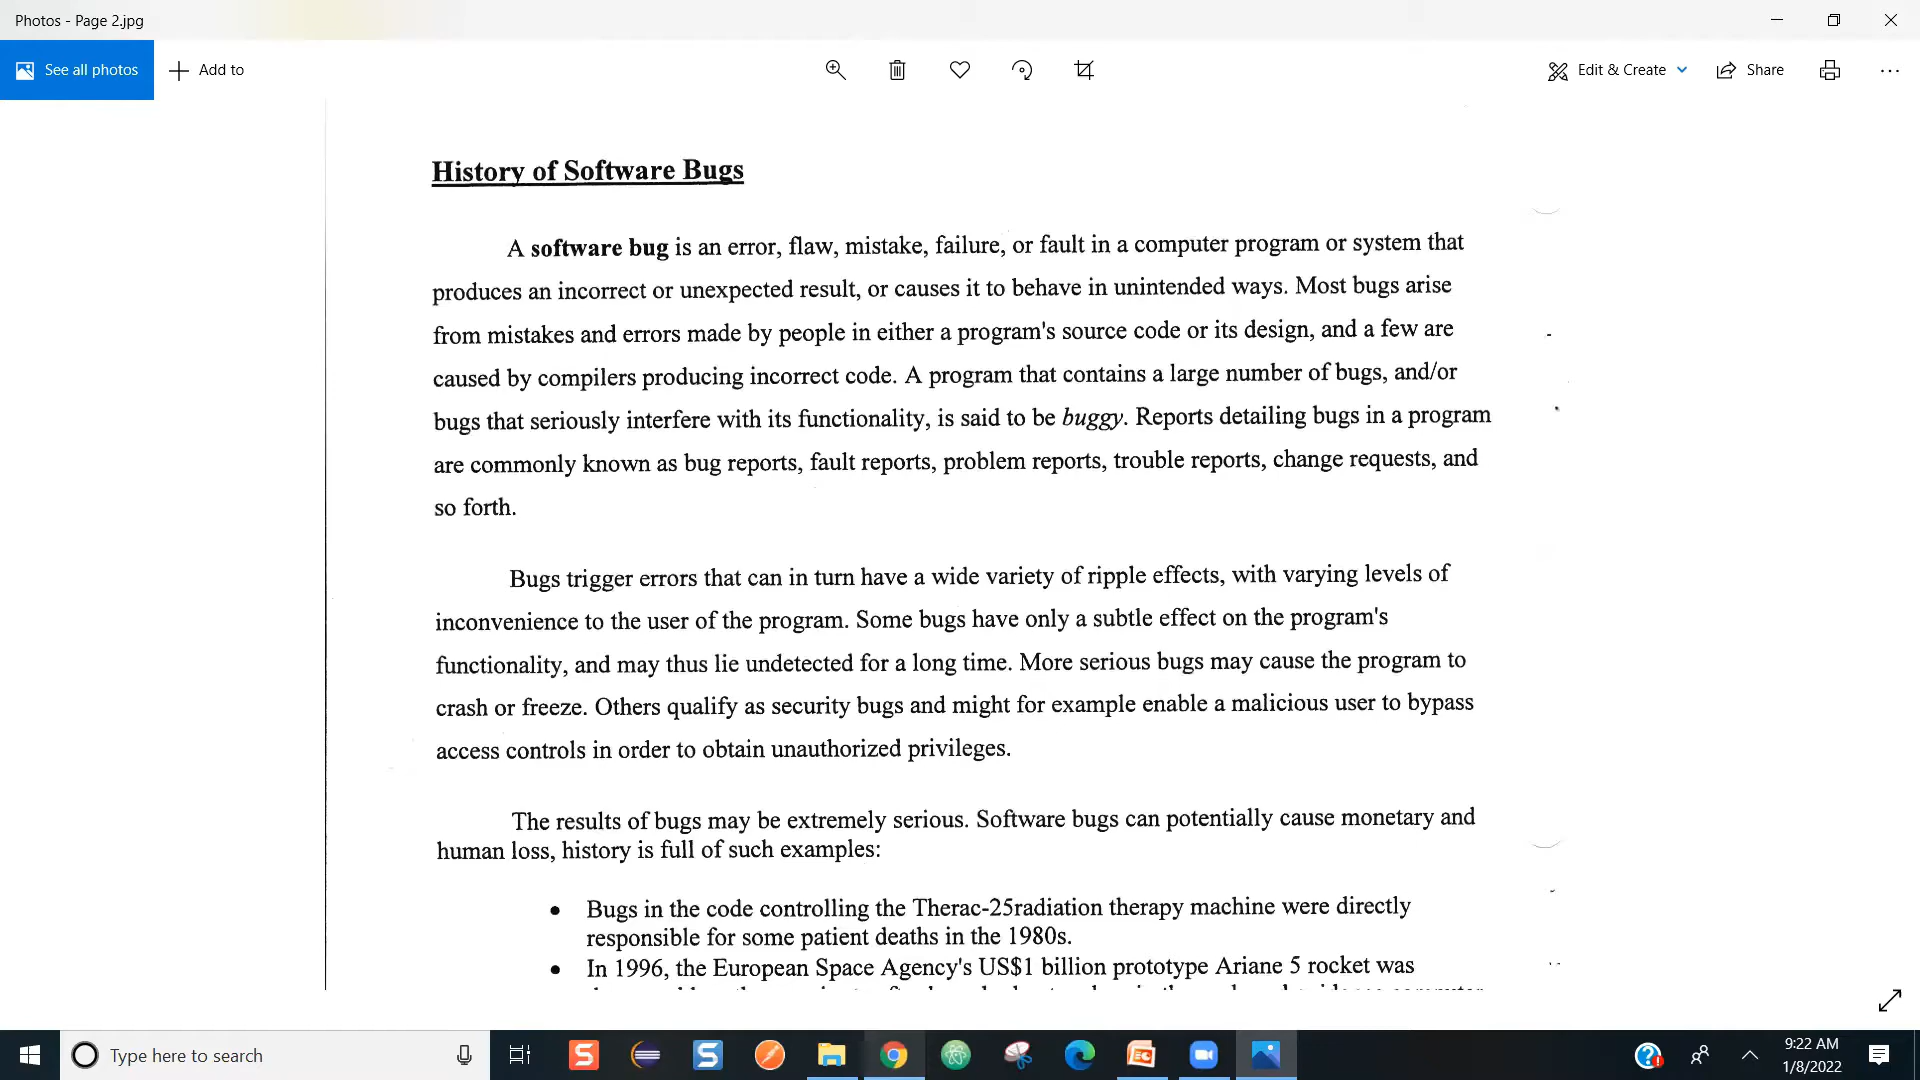 Photos - Page 2.jpg
See all photos
Add to
Edit & Create
Share
History of Software Bugs
A software bug is an error, flaw, mistake, failure, or fault in a computer program or system that
produces an incorrect or unexpected result, or causes it to behave in unintended ways. Most bugs arise
from mistakes and errors made by people in either a program's source code or its design, and a few are
caused by compilers producing incorrect code. A program that contains a large number of bugs, and/or
bugs that seriously interfere with its functionality, is said to be buggy. Reports detailing bugs in a program
are commonly known as bug reports, fault reports, problem reports, trouble reports, change requests, and
so forth.
Bugs trigger errors that can in turn have a wide variety of ripple effects, with varying levels of
inconvenience to the user of the program. Some bugs have only a subtle effect on the program's
functionality, and may thus lie undetected for a long time. More serious bugs may cause the program to
crash or freeze. Others qualify as security bugs and might for example enable a malicious user to bypass
access controls in order to obtain unauthorized privileges.
The results of bugs may be extremely serious. Software bugs can potentially cause monetary and
human loss, history is full of such examples:
• Bugs in the code controlling the Therac-25radiation therapy machine were directly
responsible for some patient deaths in the 1980s.
• In 1996, the European Space Agency's US$1 billion prototype Ariane 5 rocket was
Type here to search
9:22 AM
1/8/2022